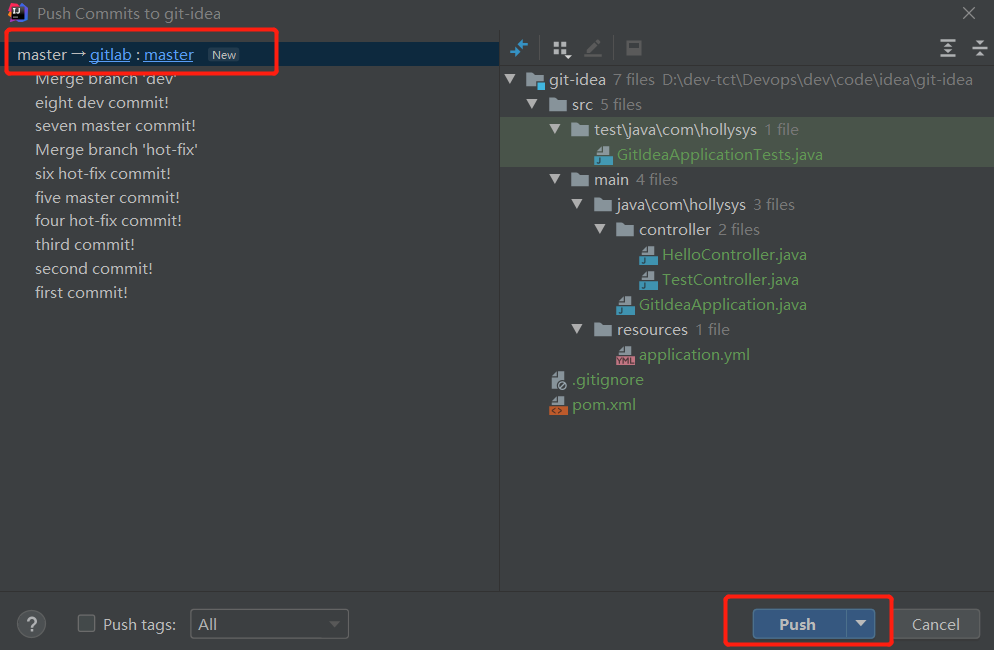 Push Commits to git-idea
master → gitlab : master New
Merge branch 'dev'
eight dev commit!
seven master commit!
Merge branch 'hot-fix'
six hot-fix commit!
five master commit!
four hot-fix commit!
third commit!
second commit!
first commit!
git-idea 7 files D:\dev-tct\Devops\dev\code\idea\git-idea
src 5 files
test\java\com\hollysys 1 file
GitIdeaApplicationTests.java
main 4 files
java\com\hollysys 3 files
controller 2 files
HelloController.java
TestController.java
GitIdeaApplication.java
resources 1 file
application.yml
.gitignore
pom.xml
? Push tags: All Push Cancel